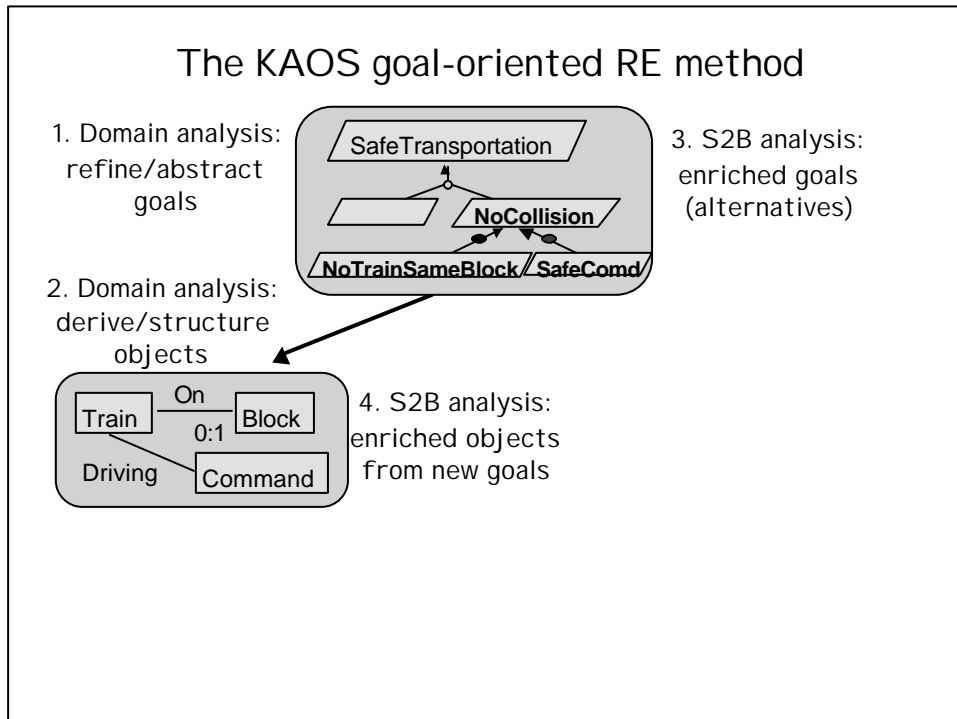 The KAOS goal-oriented RE method
1. Domain analysis:
refine/abstract
goals
SafeTransportation
NoCollision
NoTrainSameBlock
SafeComd
3. S2B analysis:
enriched goals
(alternatives)
2. Domain analysis:
derive/structure
objects
Train
On
0:1
Block
Driving
Command
4. S2B analysis:
enriched objects
from new goals